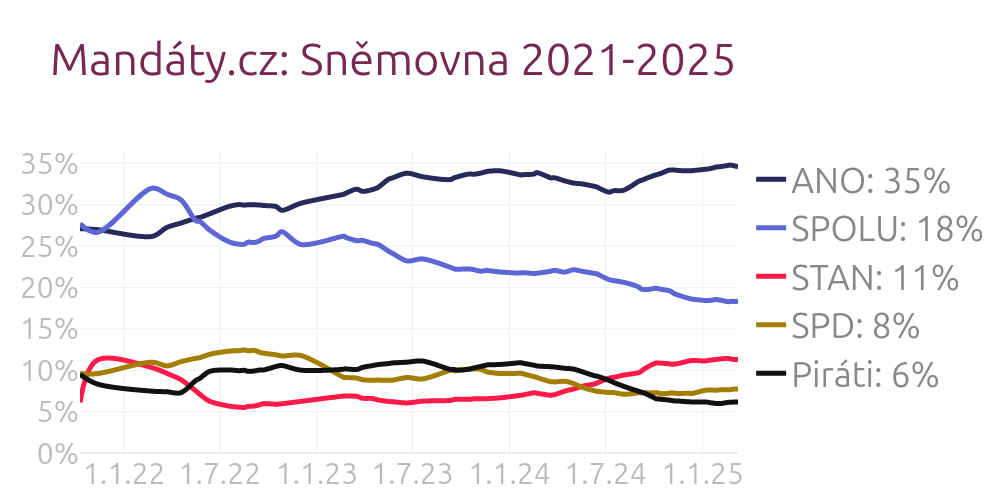 Mandáty.cz: Sněmovna 2021-2025
35%
30%
25%
20%
15%
10%
5%
0%
1.1.22 1.7.22 1.1.23 1.7.23 1.1.24 1.7.24 1.1.25
ANO: 35%
SPOLU: 18%
STAN: 11%
SPD: 8%
Piráti: 6%